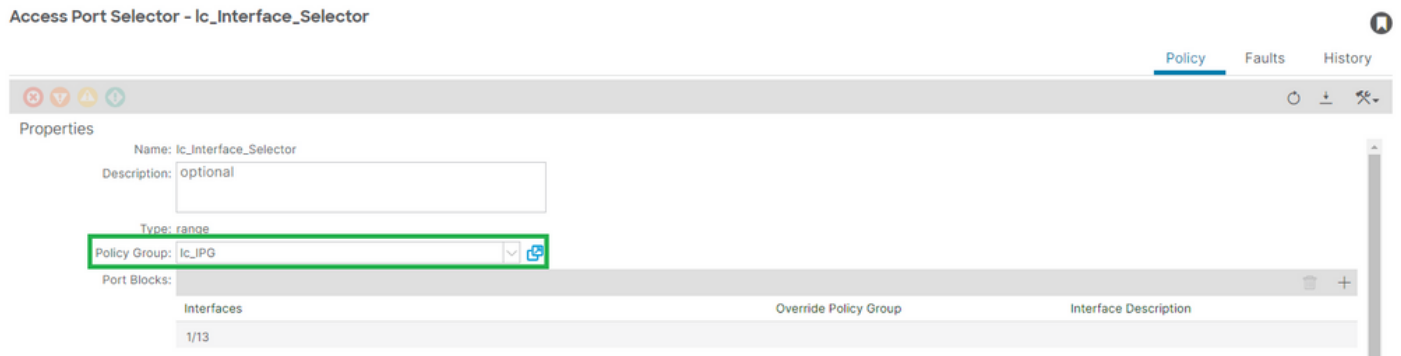 Access Port Selector - lc_Interface_Selector
Policy Faults History
Properties
Name: lc_Interface_Selector
Description: optional
Type: range
Policy Group: lc_IPG
Port Blocks:
Interfaces Override Policy Group Interface Description
1/13